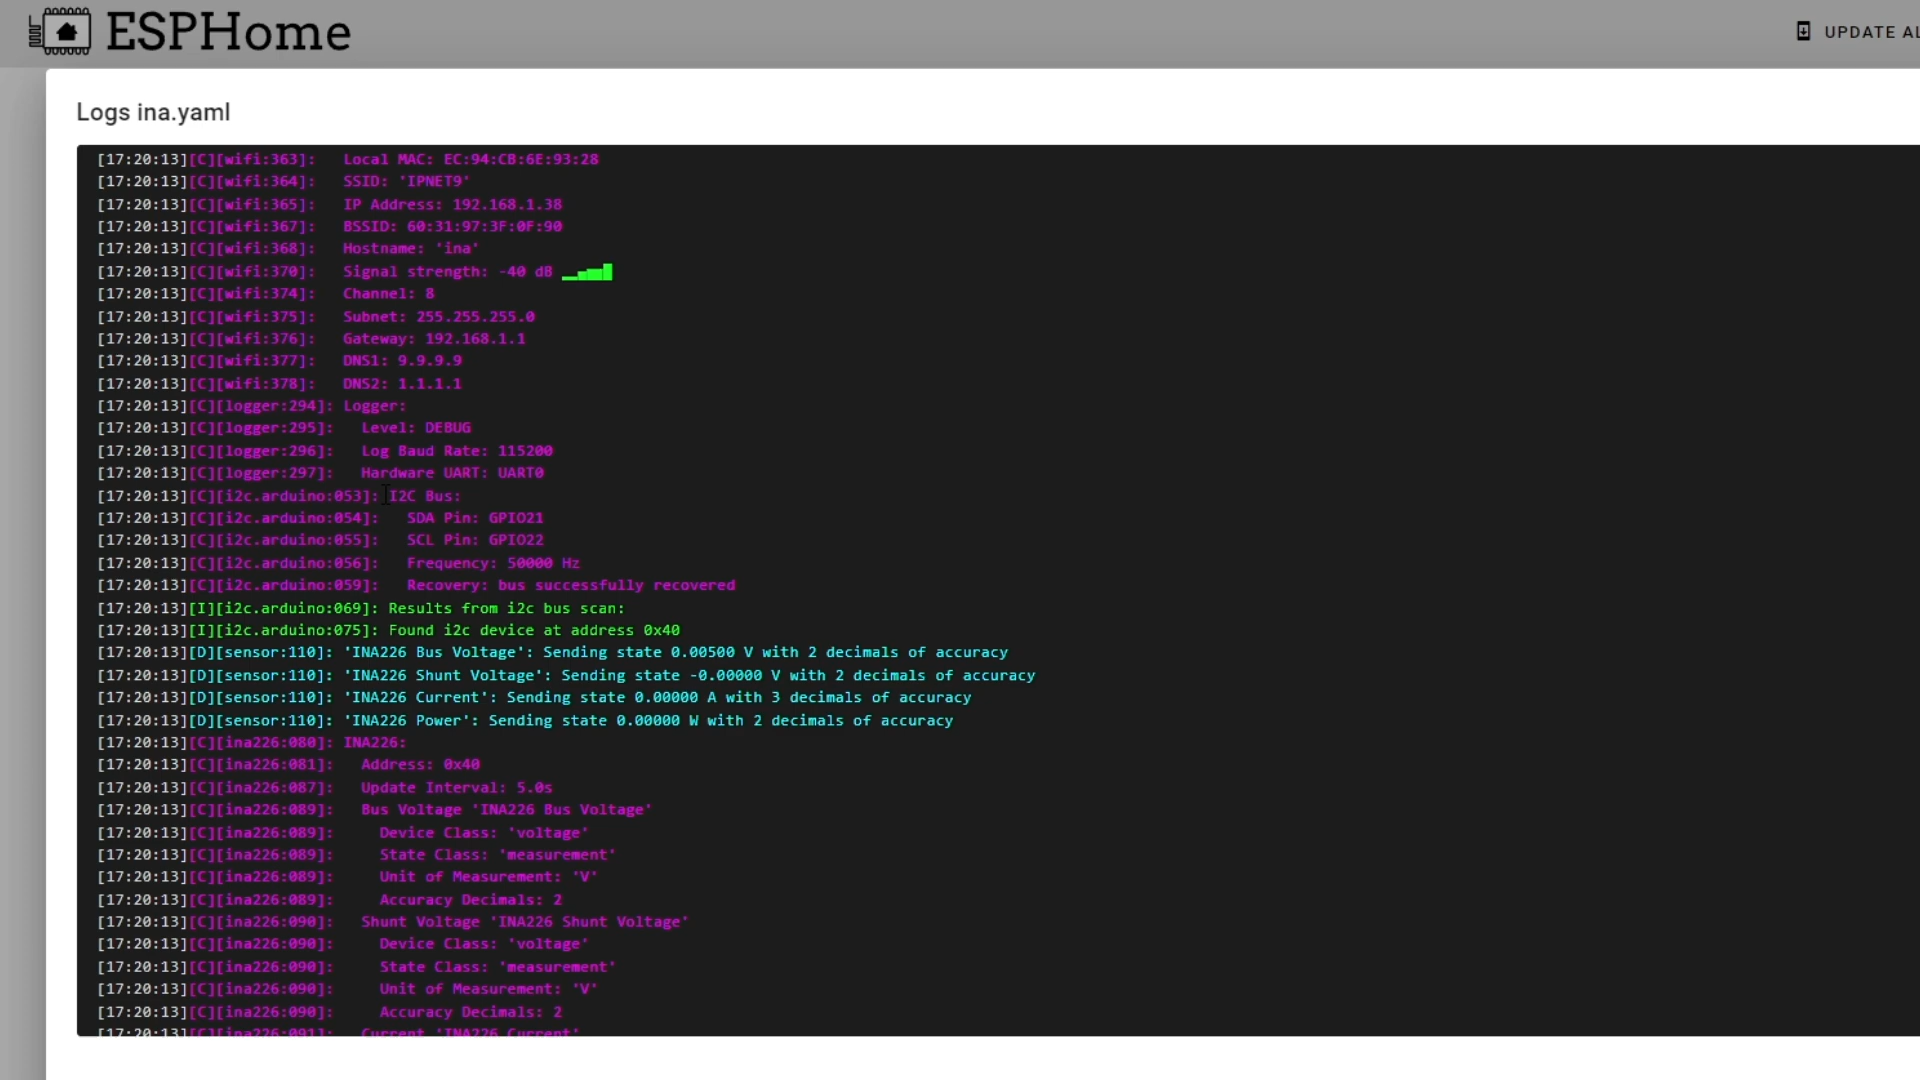 ESPHome
UPDATE AL
Logs ina.yaml
[17:20:13][C][wifi:363]:   Local MAC: EC:94:CB:6E:93:28
[17:20:13][C][wifi:364]:   SSID: 'IPNET9'
[17:20:13][C][wifi:365]:   IP Address: 192.168.1.38
[17:20:13][C][wifi:367]:   BSSID: 60:31:97:3F:0F:90
[17:20:13][C][wifi:368]:   Hostname: 'ina'
[17:20:13][C][wifi:370]:   Signal strength: -40 dB ▂▄▆█
[17:20:13][C][wifi:374]:   Channel: 8
[17:20:13][C][wifi:375]:   Subnet: 255.255.255.0
[17:20:13][C][wifi:376]:   Gateway: 192.168.1.1
[17:20:13][C][wifi:377]:   DNS1: 9.9.9.9
[17:20:13][C][wifi:378]:   DNS2: 1.1.1.1
[17:20:13][C][logger:294]: Logger:
[17:20:13][C][logger:295]:   Level: DEBUG
[17:20:13][C][logger:296]:   Log Baud Rate: 115200
[17:20:13][C][logger:297]:   Hardware UART: UART0
[17:20:13][C][i2c.arduino:053]: I2C Bus:
[17:20:13][C][i2c.arduino:054]:   SDA Pin: GPIO21
[17:20:13][C][i2c.arduino:055]:   SCL Pin: GPIO22
[17:20:13][C][i2c.arduino:056]:   Frequency: 50000 Hz
[17:20:13][C][i2c.arduino:059]:   Recovery: bus successfully recovered
[17:20:13][I][i2c.arduino:069]: Results from i2c bus scan:
[17:20:13][I][i2c.arduino:075]: Found i2c device at address 0x40
[17:20:13][D][sensor:110]: 'INA226 Bus Voltage': Sending state 0.00500 V with 2 decimals of accuracy
[17:20:13][D][sensor:110]: 'INA226 Shunt Voltage': Sending state -0.00000 V with 2 decimals of accuracy
[17:20:13][D][sensor:110]: 'INA226 Current': Sending state 0.00000 A with 3 decimals of accuracy
[17:20:13][D][sensor:110]: 'INA226 Power': Sending state 0.00000 W with 2 decimals of accuracy
[17:20:13][C][ina226:080]: INA226:
[17:20:13][C][ina226:081]:   Address: 0x40
[17:20:13][C][ina226:087]:   Update Interval: 5.0s
[17:20:13][C][ina226:089]:   Bus Voltage 'INA226 Bus Voltage'
[17:20:13][C][ina226:089]:     Device Class: 'voltage'
[17:20:13][C][ina226:089]:     State Class: 'measurement'
[17:20:13][C][ina226:089]:     Unit of Measurement: 'V'
[17:20:13][C][ina226:089]:     Accuracy Decimals: 2
[17:20:13][C][ina226:090]:   Shunt Voltage 'INA226 Shunt Voltage'
[17:20:13][C][ina226:090]:     Device Class: 'voltage'
[17:20:13][C][ina226:090]:     State Class: 'measurement'
[17:20:13][C][ina226:090]:     Unit of Measurement: 'V'
[17:20:13][C][ina226:090]:     Accuracy Decimals: 2
[17:20:13][C][ina226:091]:   Current 'INA226 Current'